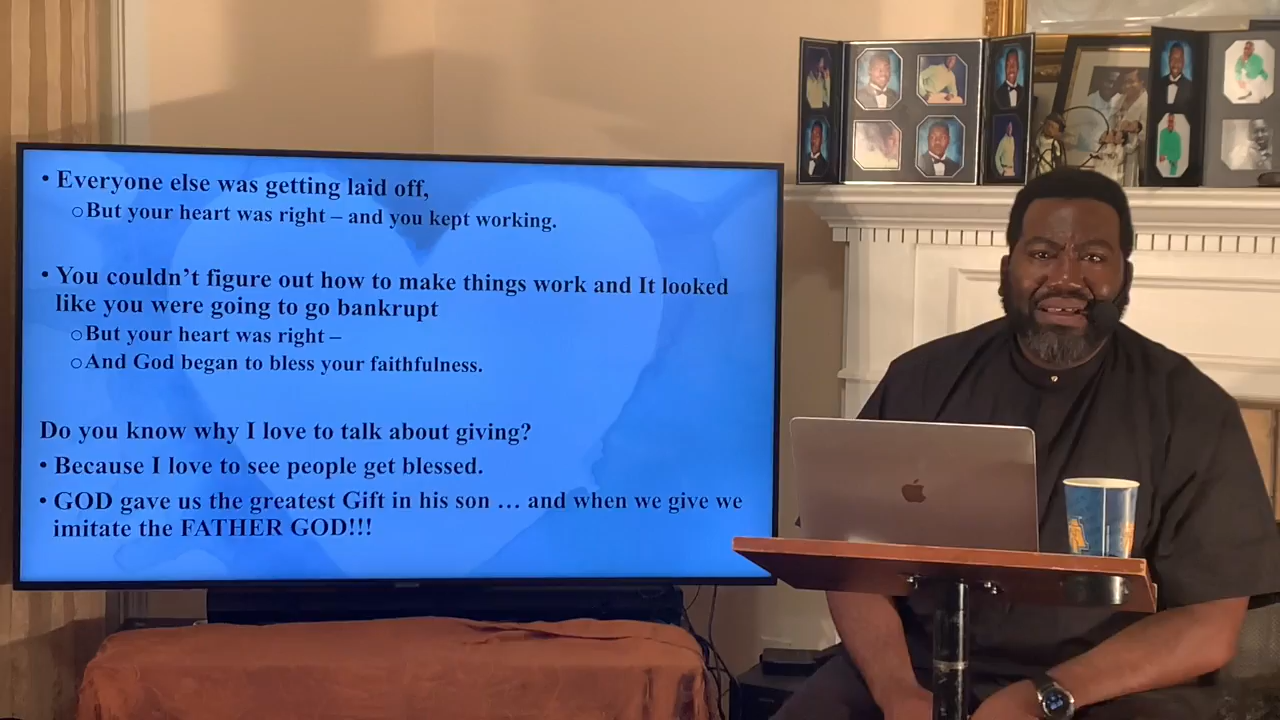 • Everyone else was getting laid off,
○But your heart was right – and you kept working.
• You couldn't figure out how to make things work and It looked
like you were going to go bankrupt
○But your heart was right –
○And God began to bless your faithfulness.
Do you know why I love to talk about giving?
• Because I love to see people get blessed.
• GOD gave us the greatest Gift in his son … and when we give we
imitate the FATHER GOD!!!